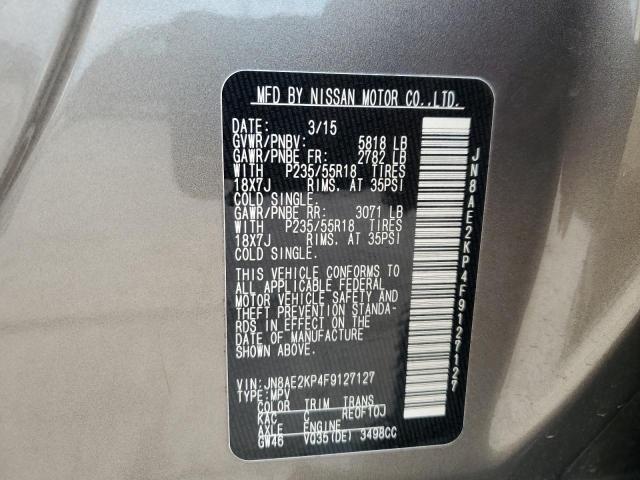 MFD BY NISSAN MOTOR CO.,LTD.
DATE: 3/15
GVWR/PNBV: 5818 LB
GAWR/PNBE FR: 2782 LB
WITH P235/55R18 TIRES
18X7J RIMS, AT 35PSI
COLD SINGLE.
GAWR/PNBE RR: 3071 LB
WITH P235/55R18 TIRES
18X7J RIMS, AT 35PSI
COLD SINGLE.
THIS VEHICLE CONFORMS TO
ALL APPLICABLE FEDERAL
MOTOR VEHICLE SAFETY AND
THEFT PREVENTION STANDA-
RDS IN EFFECT ON THE
DATE OF MANUFACTURE
SHOWN ABOVE.
VIN:JN8AE2KP4F9127127
TYPE:MPV
COLOR TRIM TRANS
KAC C RE0F10J
AXLE ENGINE
GW46 VQ35(DE) 3498CC
JN8AE2KP4F9127127